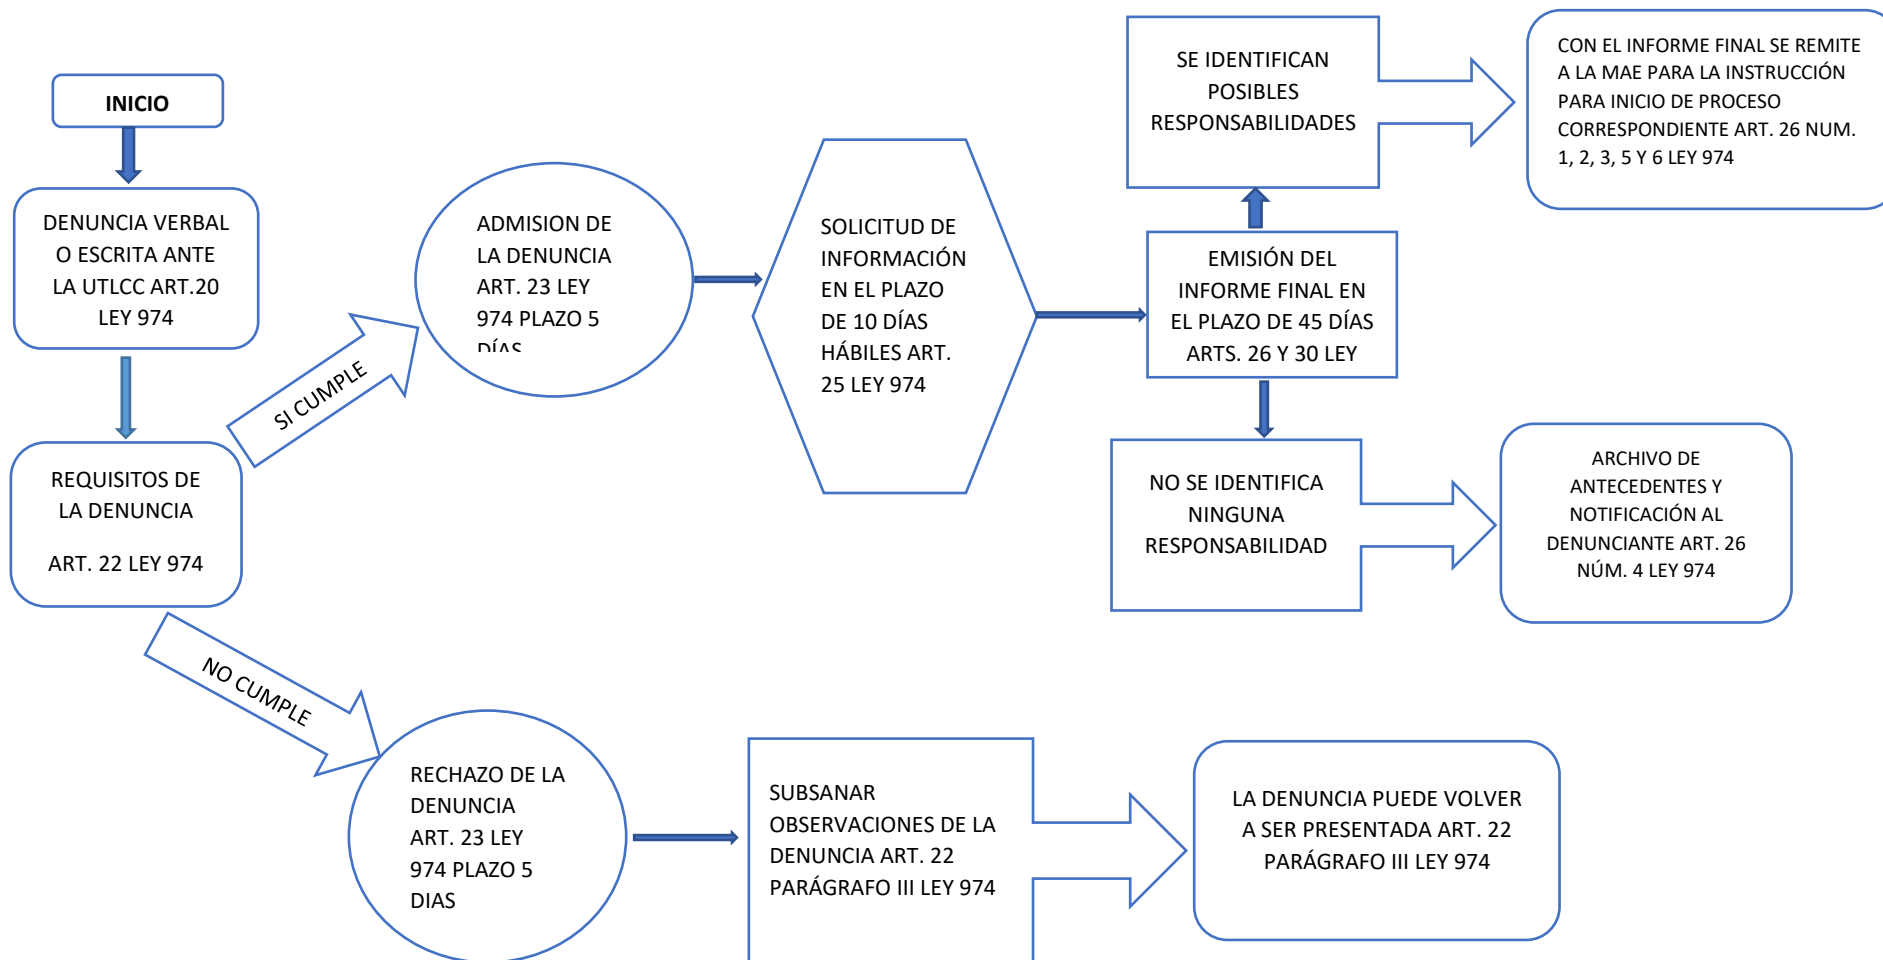 INICIO
DENUNCIA VERBAL
O ESCRITA ANTE
LA UTLCC ART.20
LEY 974
REQUISITOS DE
LA DENUNCIA
ART. 22 LEY 974
SI CUMPLE
ADMISION DE
LA DENUNCIA
ART. 23 LEY
974 PLAZO 5
DÍAS
SOLICITUD DE
INFORMACIÓN
EN EL PLAZO
DE 10 DÍAS
HÁBILES ART.
25 LEY 974
EMISIÓN DEL
INFORME FINAL EN
EL PLAZO DE 45 DÍAS
ARTS. 26 Y 30 LEY
SE IDENTIFICAN
POSIBLES
RESPONSABILIDADES
CON EL INFORME FINAL SE REMITE
A LA MAE PARA LA INSTRUCCIÓN
PARA INICIO DE PROCESO
CORRESPONDIENTE ART. 26 NUM.
1, 2, 3, 5 Y 6 LEY 974
NO SE IDENTIFICA
NINGUNA
RESPONSABILIDAD
ARCHIVO DE
ANTECEDENTES Y
NOTIFICACIÓN AL
DENUNCIANTE ART. 26
NÚM. 4 LEY 974
NO CUMPLE
RECHAZO DE LA
DENUNCIA
ART. 23 LEY
974 PLAZO 5
DIAS
SUBSANAR
OBSERVACIONES DE LA
DENUNCIA ART. 22
PARÁGRAFO III LEY 974
LA DENUNCIA PUEDE VOLVER
A SER PRESENTADA ART. 22
PARÁGRAFO III LEY 974